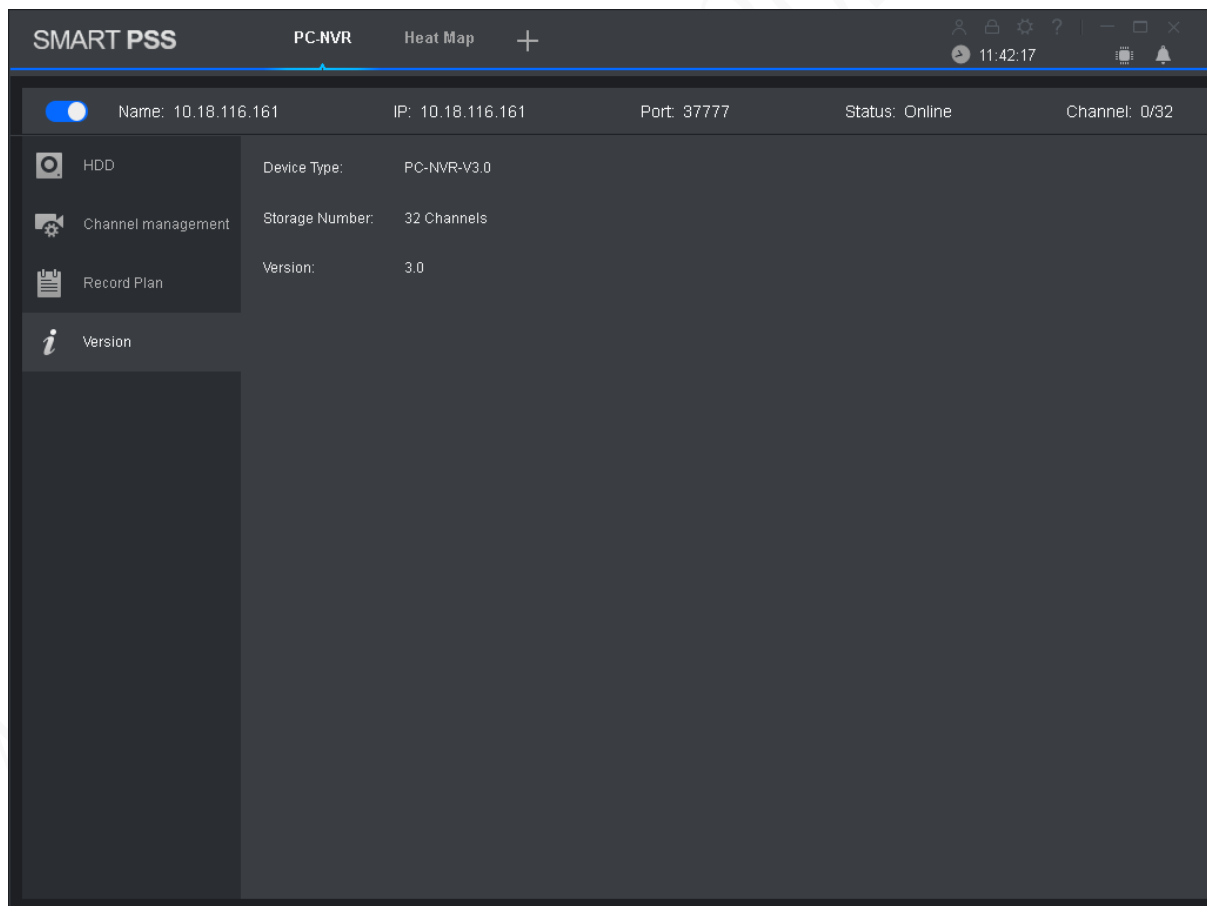 SMART PSS PC-NVR Heat Map
11:42:17
Name: 10.18.116.161 IP: 10.18.116.161 Port: 37777 Status: Online Channel: 0/32
HDD
Channel management
Record Plan
Version
Device Type: PC-NVR-V3.0
Storage Number: 32 Channels
Version: 3.0